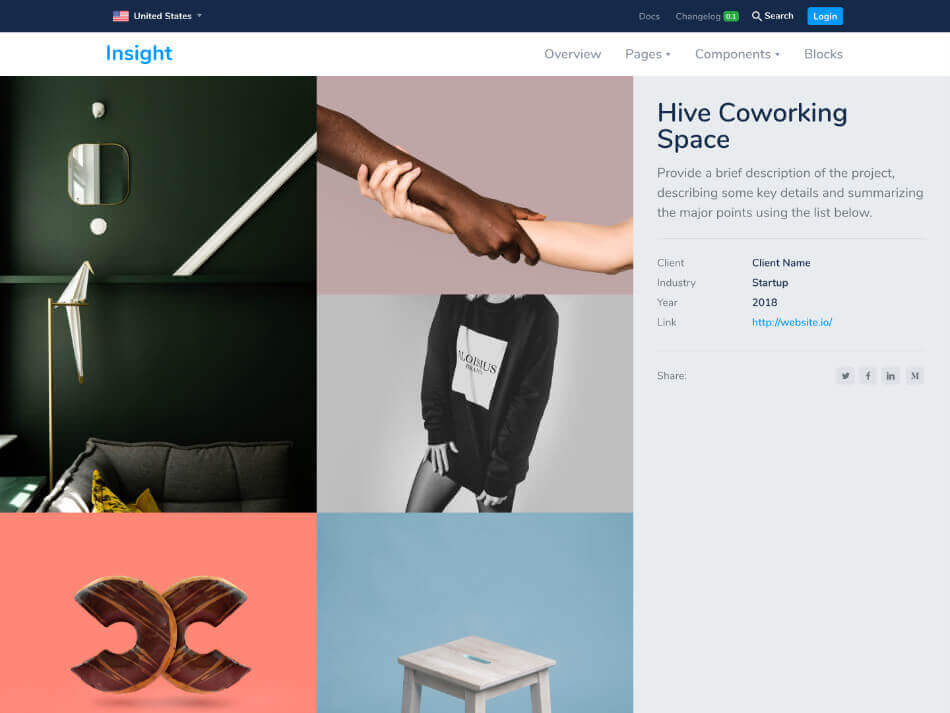 United States
Docs
Changelog 0.1
Search
Login
Insight
Overview
Pages
Components
Blocks
Hive Coworking
Space
Provide a brief description of the project,
describing some key details and summarizing
the major points using the list below.
Client Client Name
Industry Startup
Year 2018
Link http://website.io/
Share:
ALOISIUS
BRAND